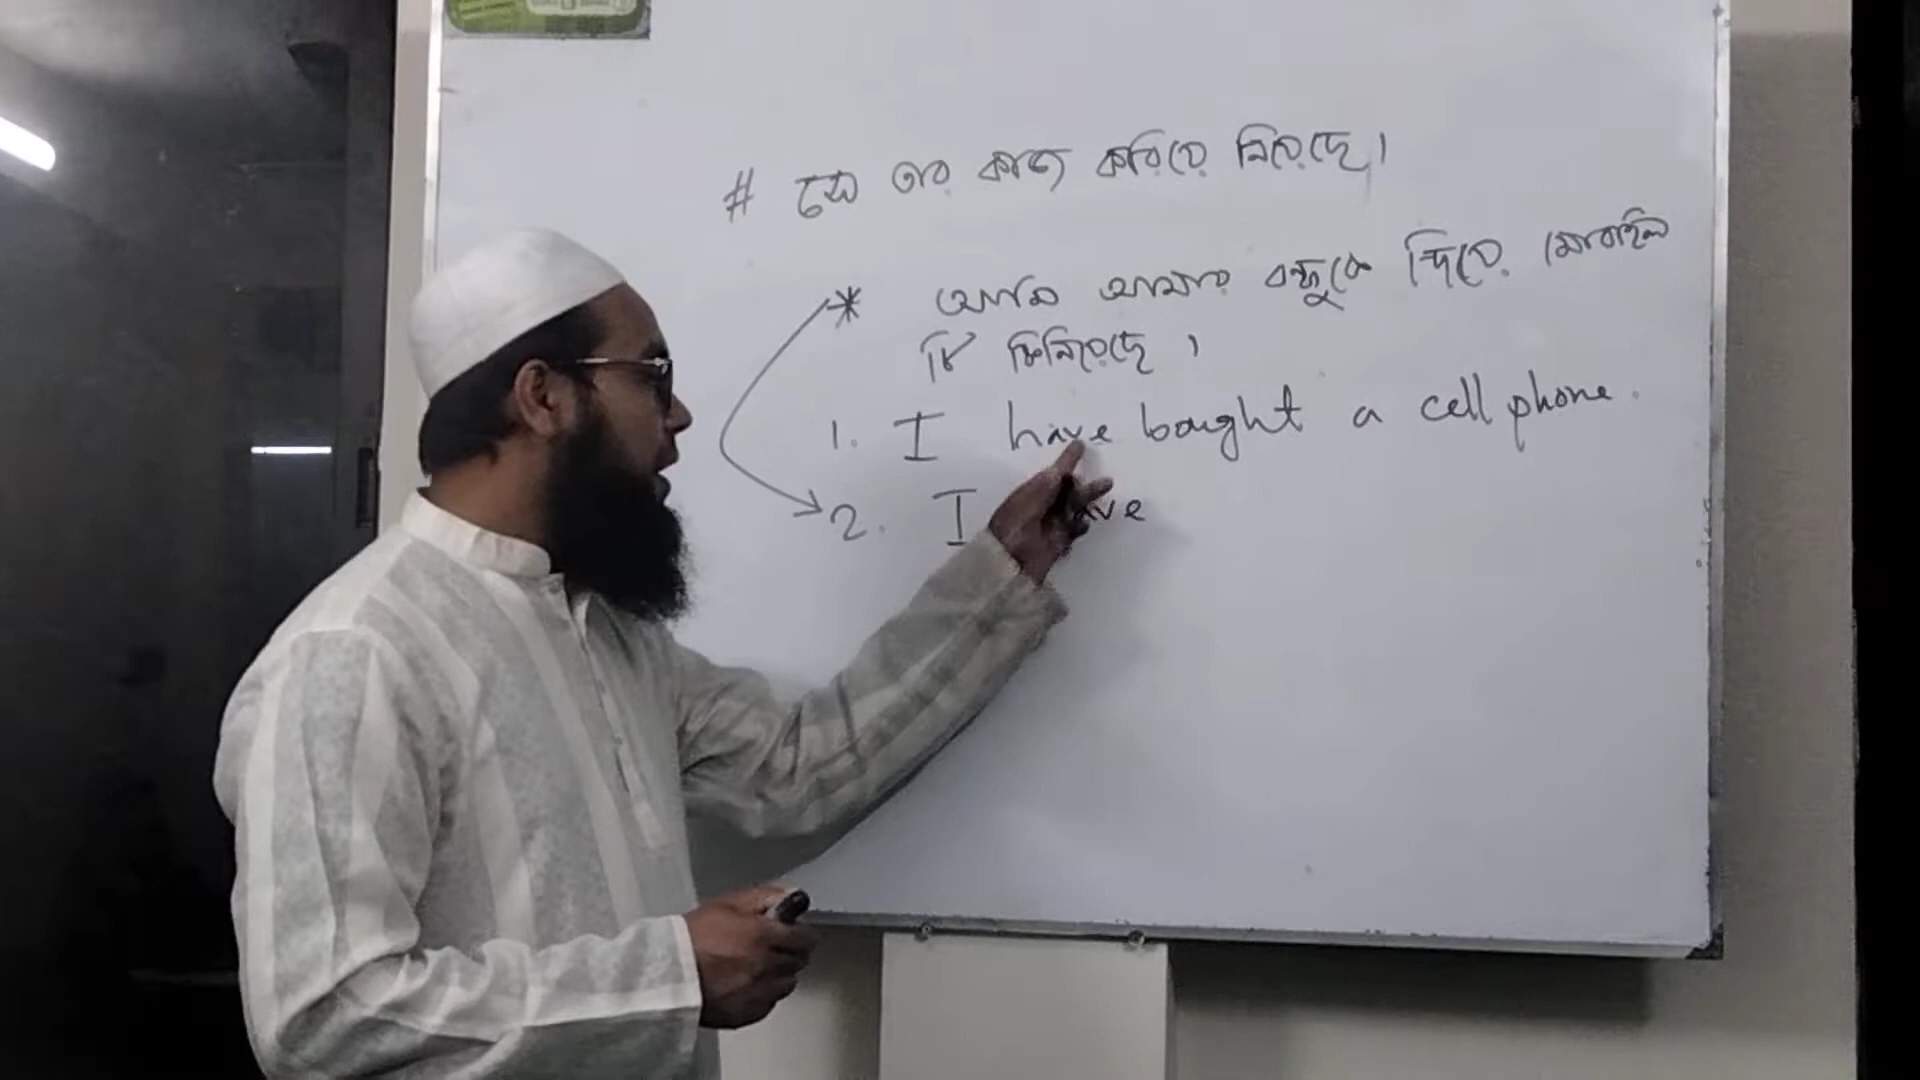 # সে তার কাজ করিয়ে নিয়েছে।
* আমি আমার বন্ধুকে দিয়ে মোবাইল
টি কিনিয়েছে।
1. I have bought a cell phone.
2. I have